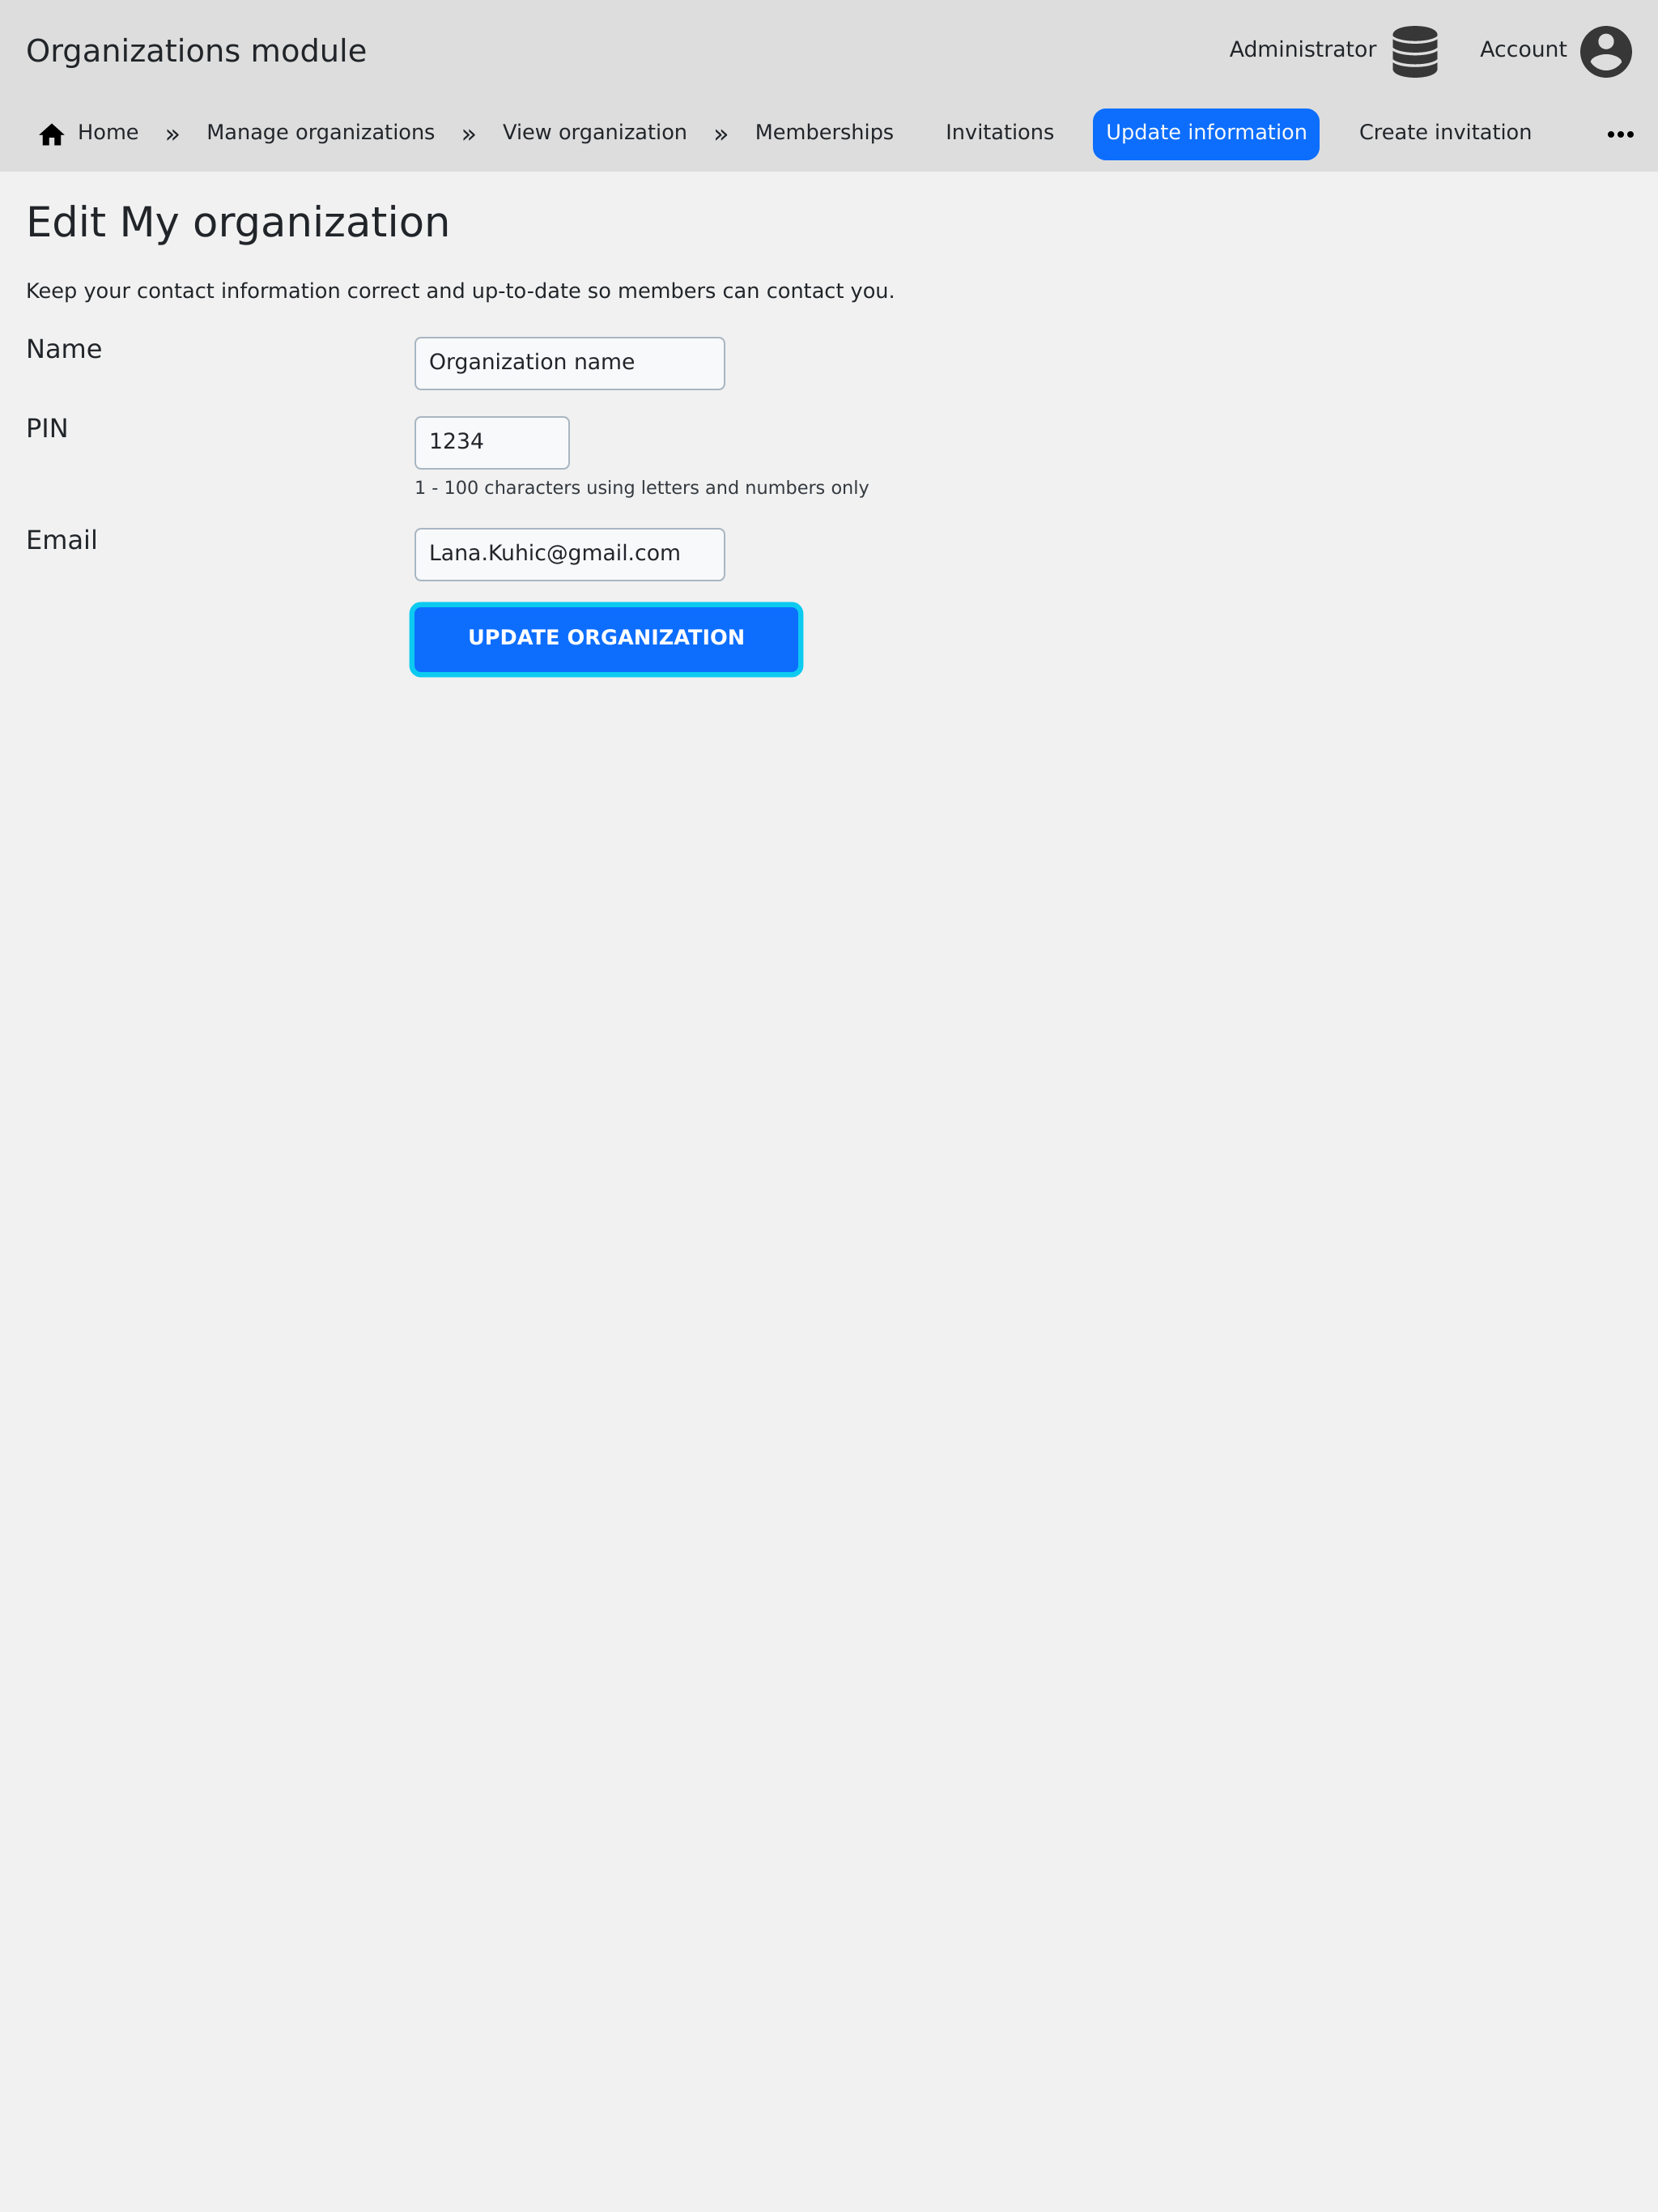 Organizations module
Administrator
Account
Home » Manage organizations » View organization » Memberships Invitations Update information Create invitation •••
Edit My organization
Keep your contact information correct and up-to-date so members can contact you.
Name
Organization name
PIN
1234
1 - 100 characters using letters and numbers only
Email
Lana.Kuhic@gmail.com
UPDATE ORGANIZATION